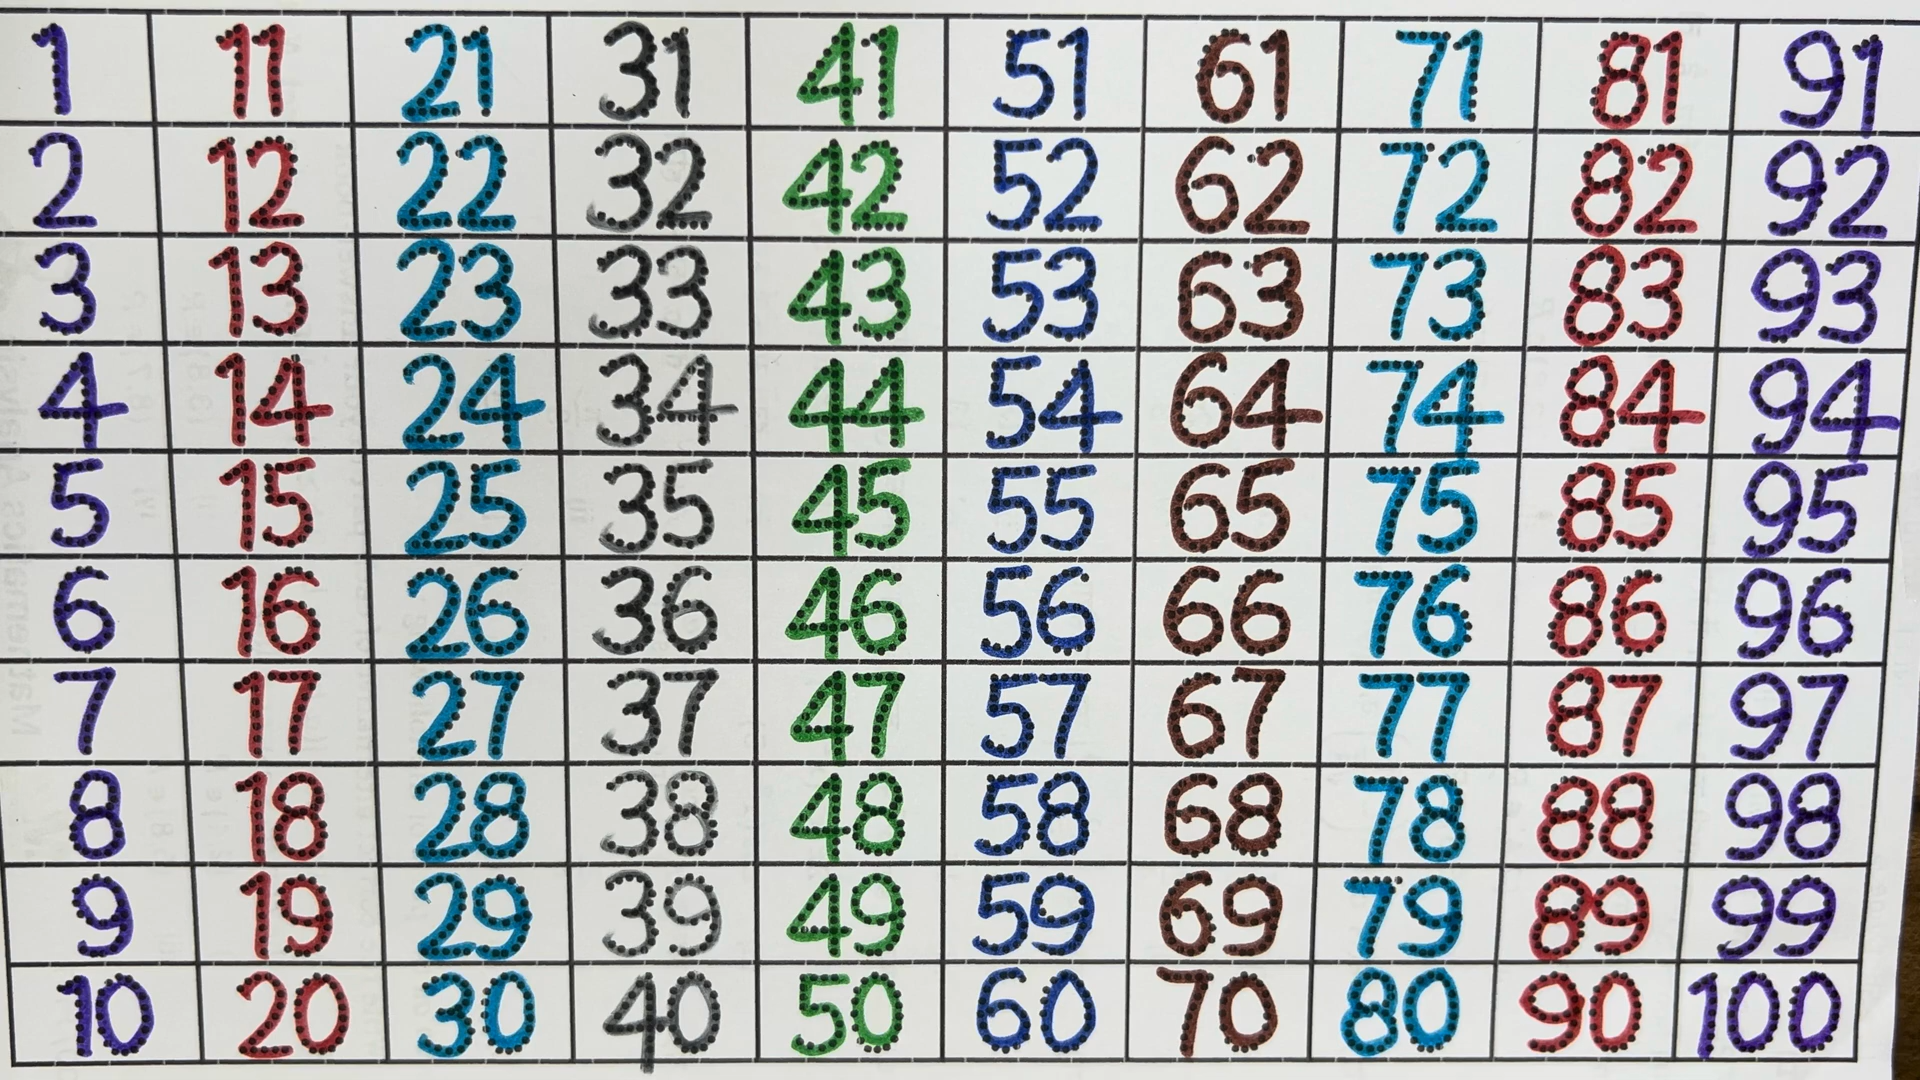 1 11 21 31 41 51 61 71 81 91
2 12 22 32 42 52 62 72 82 92
3 13 23 33 43 53 63 73 83 93
4 14 24 34 44 54 64 74 84 94
5 15 25 35 45 55 65 75 85 95
6 16 26 36 46 56 66 76 86 96
7 17 27 37 47 57 67 77 87 97
8 18 28 38 48 58 68 78 88 98
9 19 29 39 49 59 69 79 89 99
10 20 30 40 50 60 70 80 90 100